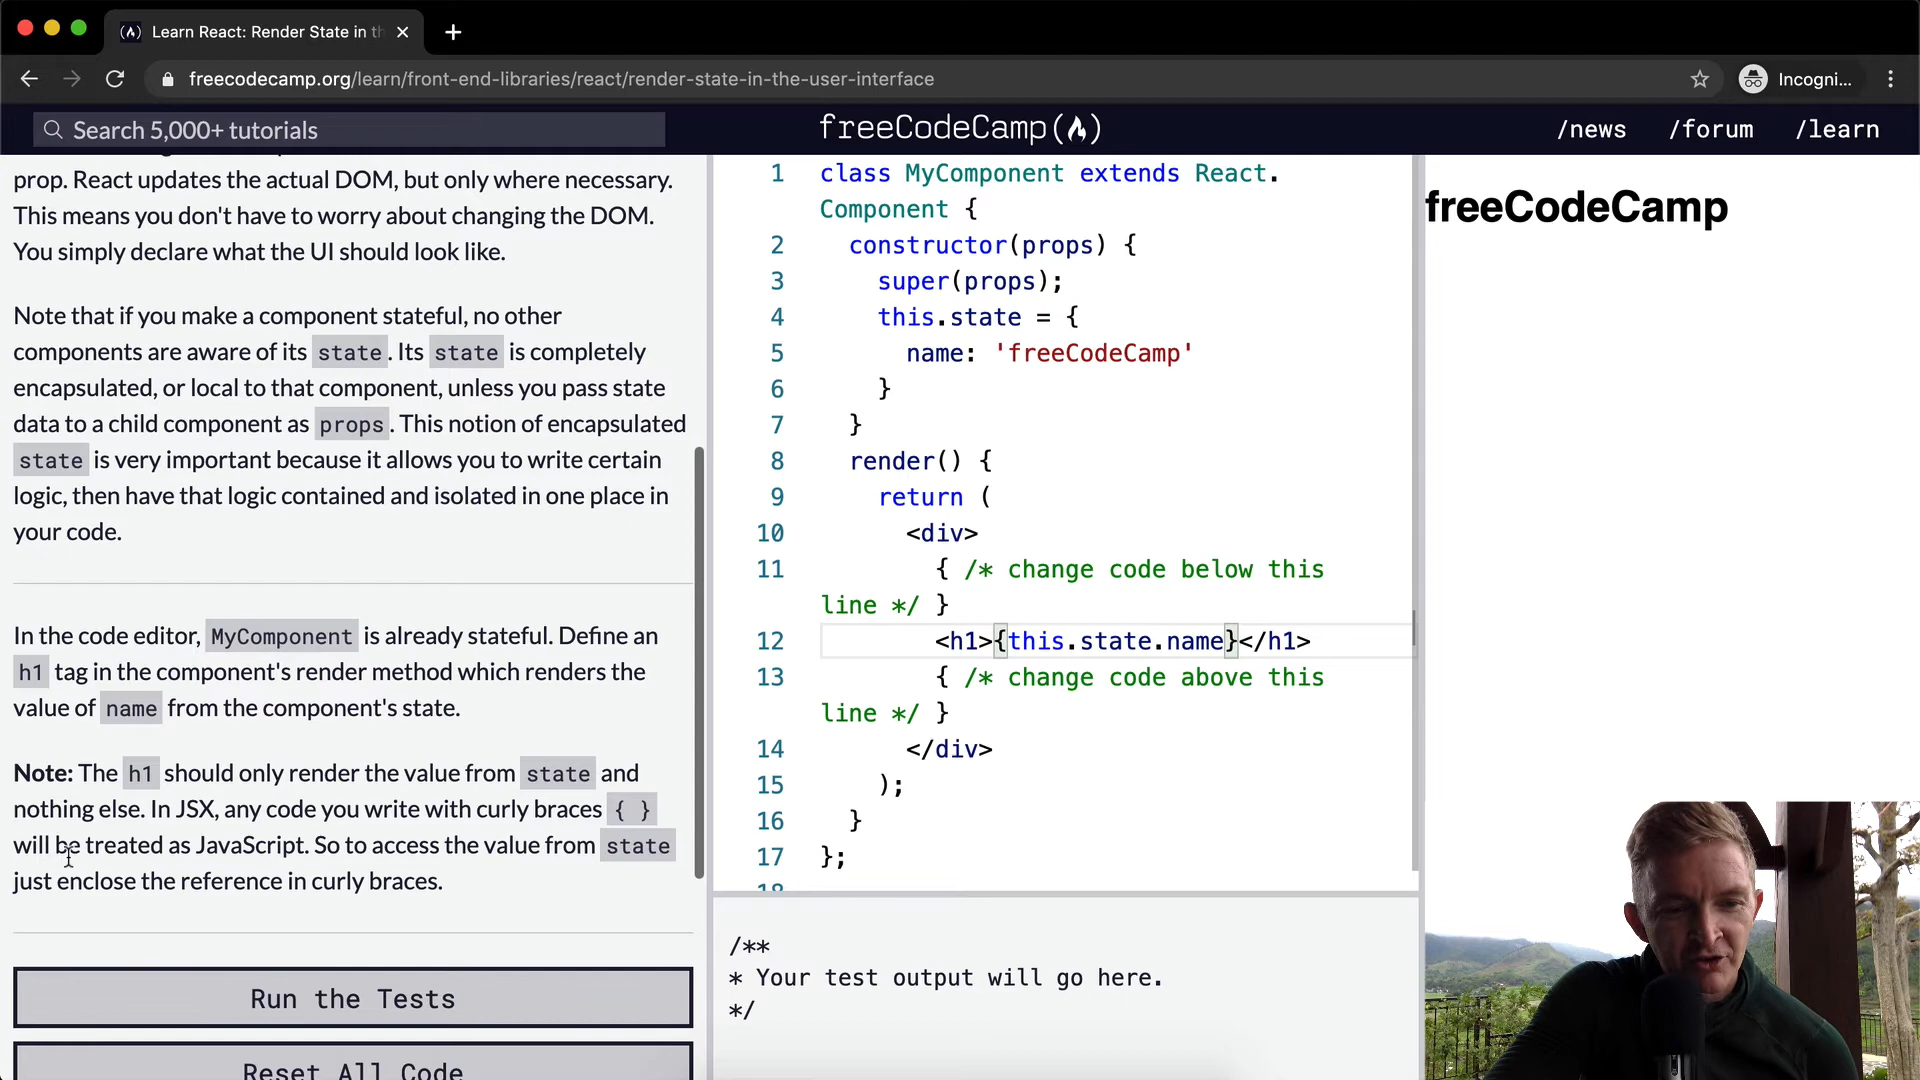 Learn React: Render State in th
freecodecamp.org/learn/front-end-libraries/react/render-state-in-the-user-interface
Incogni...
Search 5,000+ tutorials
freeCodeCamp
/news /forum /learn
prop. React updates the actual DOM, but only where necessary.
This means you don't have to worry about changing the DOM.
You simply declare what the UI should look like.
Note that if you make a component stateful, no other
components are aware of its state. Its state is completely
encapsulated, or local to that component, unless you pass state
data to a child component as props. This notion of encapsulated
state is very important because it allows you to write certain
logic, then have that logic contained and isolated in one place in
your code.
In the code editor, MyComponent is already stateful. Define an
h1 tag in the component's render method which renders the
value of name from the component's state.
Note: The h1 should only render the value from state and
nothing else. In JSX, any code you write with curly braces { }
will be treated as JavaScript. So to access the value from state
just enclose the reference in curly braces.
Run the Tests
Reset All Code
1 class MyComponent extends React.
Component {
2 constructor(props) {
3 super(props);
4 this.state = {
5 name: 'freeCodeCamp'
6 }
7 }
8 render() {
9 return (
10 <div>
11 { /* change code below this
line */ }
12 <h1>{this.state.name}</h1>
13 { /* change code above this
line */ }
14 </div>
15 );
16 }
17 };
18
/**
* Your test output will go here.
*/
freeCodeCamp